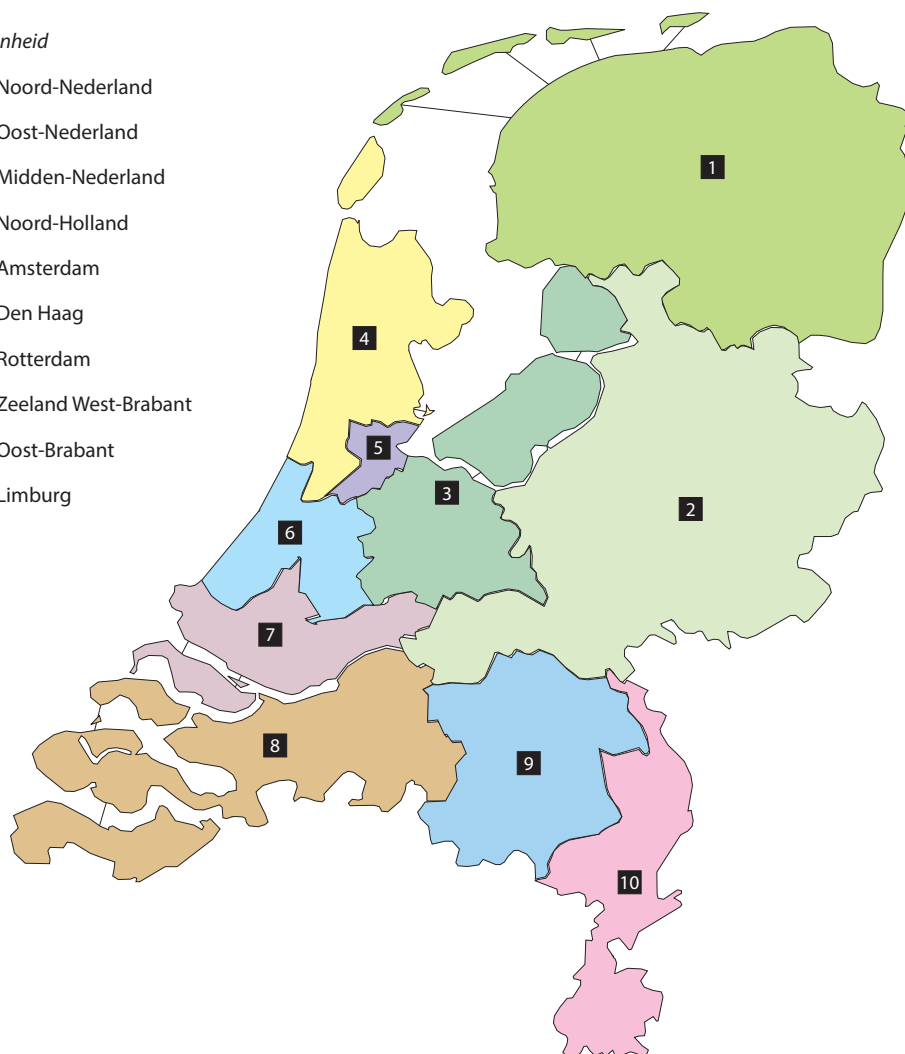 nheid
Noord-Nederland
Oost-Nederland
Midden-Nederland
Noord-Holland
Amsterdam
Den Haag
Rotterdam
Zeeland West-Brabant
Oost-Brabant
Limburg
1
4
5
3
2
6
7
8
9
10